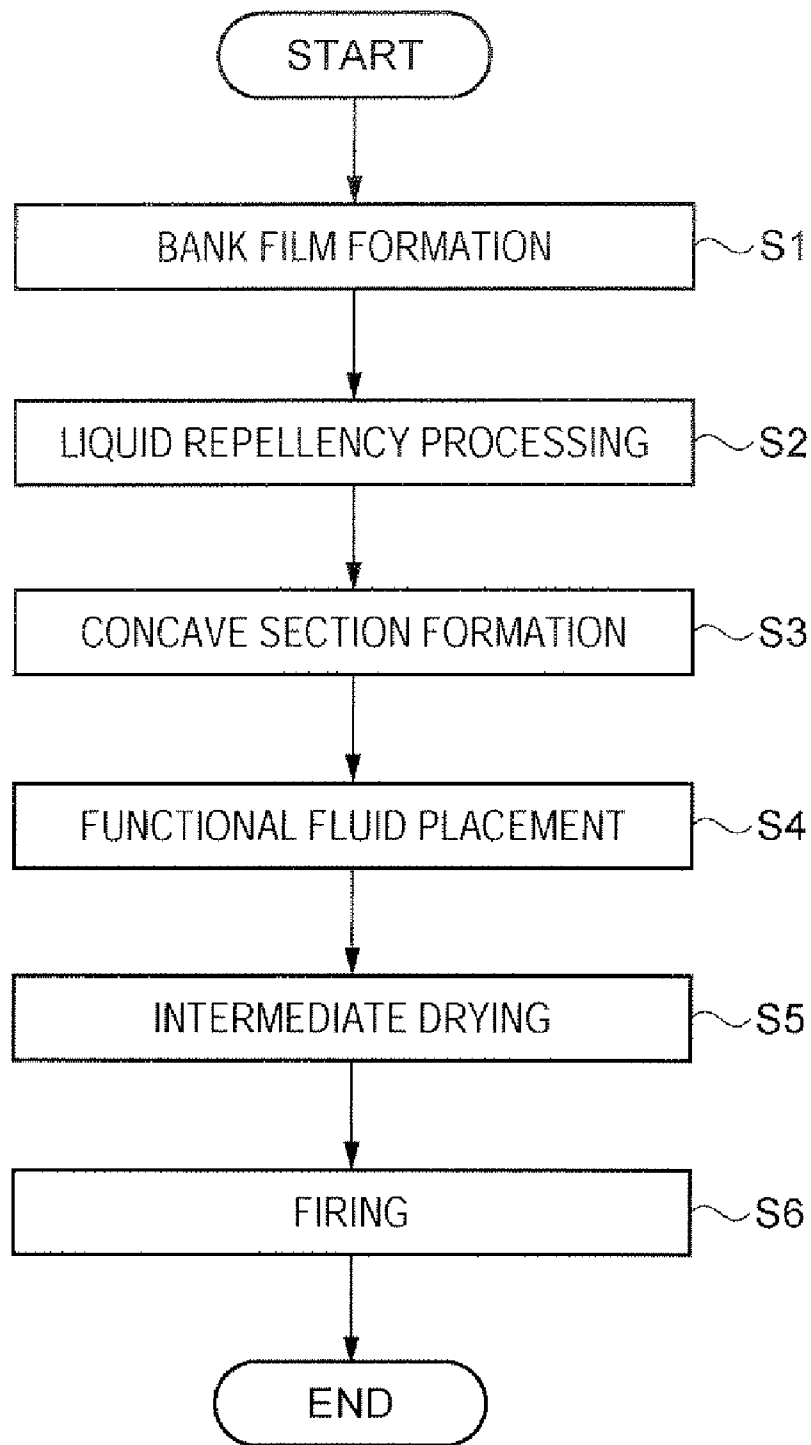 START
BANK FILM FORMATION
S1
LIQUID REPELLENCY PROCESSING
S2
CONCAVE SECTION FORMATION
S3
FUNCTIONAL FLUID PLACEMENT
S4
INTERMEDIATE DRYING
S5
FIRING
S6
END